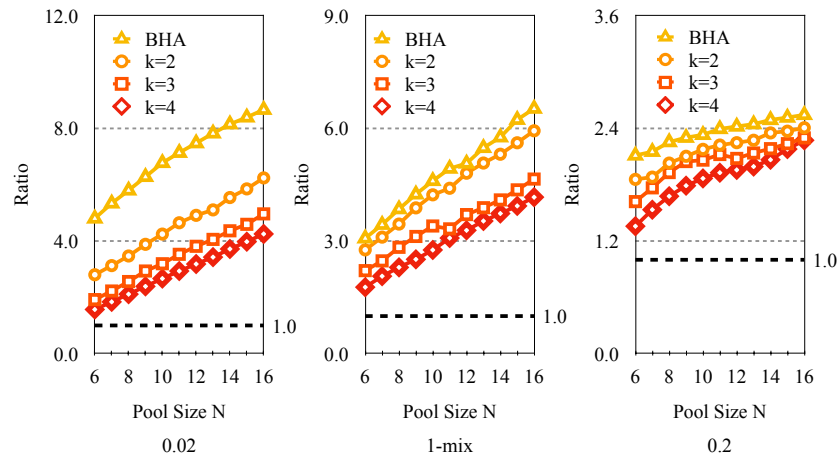 12.0
8.0
4.0
0.0
Ratio
BHA
k=2
k=3
k=4
1.0
6 8 10 12 14 16
Pool Size N
0.02
9.0
6.0
3.0
0.0
Ratio
BHA
k=2
k=3
k=4
1.0
6 8 10 12 14 16
Pool Size N
1-mix
3.6
2.4
1.2
0.0
Ratio
BHA
k=2
k=3
k=4
1.0
6 8 10 12 14 16
Pool Size N
0.2